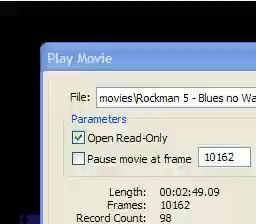 Play Movie
File: movies\Rockman 5 - Blues no Wa
Parameters
Open Read-Only
Pause movie at frame 10162
Length: 00:02:49.09
Frames: 10162
Record Count: 98